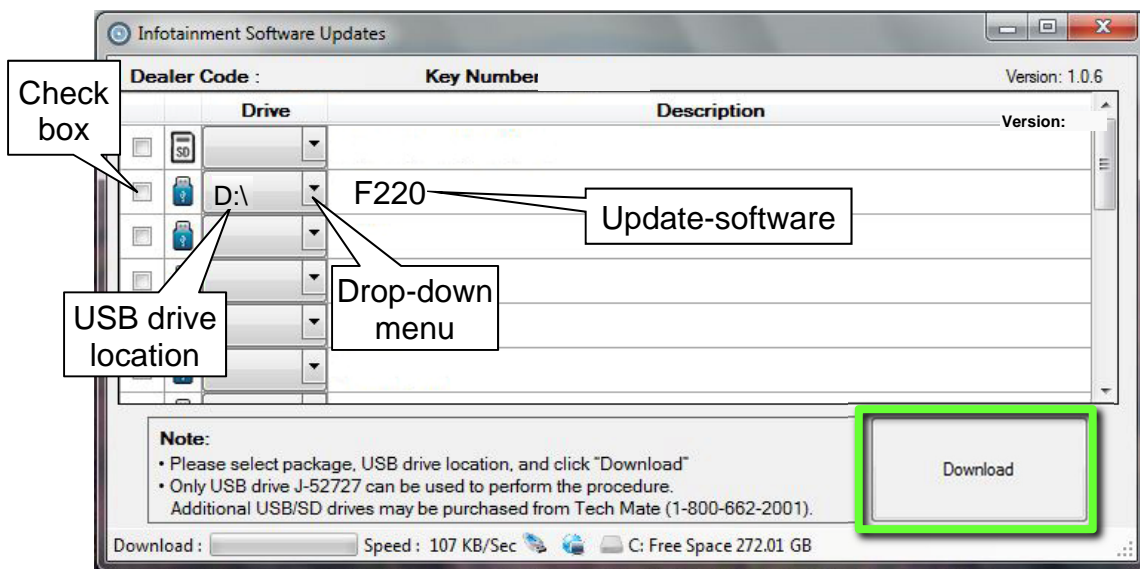 Infotainment Software Updates
Dealer Code :
Key Number
Version: 1.0.6
Drive
Description
Version:
Check
box
SD
D:\
F220
Update-software
USB drive
location
Drop-down
menu
Note:
• Please select package, USB drive location, and click "Download"
• Only USB drive J-52727 can be used to perform the procedure.
Additional USB/SD drives may be purchased from Tech Mate (1-800-662-2001).
Download
Download :
Speed : 107 KB/Sec
C: Free Space 272.01 GB